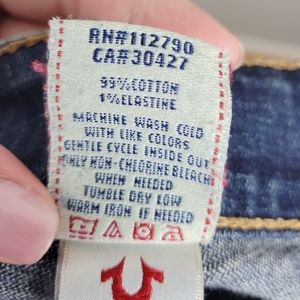 RN#112790
CA#30427
99%COTTON
1%ELASTINE
MACHINE WASH COLD
WITH LIKE COLORS
GENTLE CYCLE INSIDE OUT
ONLY NON-CHLORINE BLEACH
WHEN NEEDED
TUMBLE DRY LOW
WARM IRON IF NEEDED